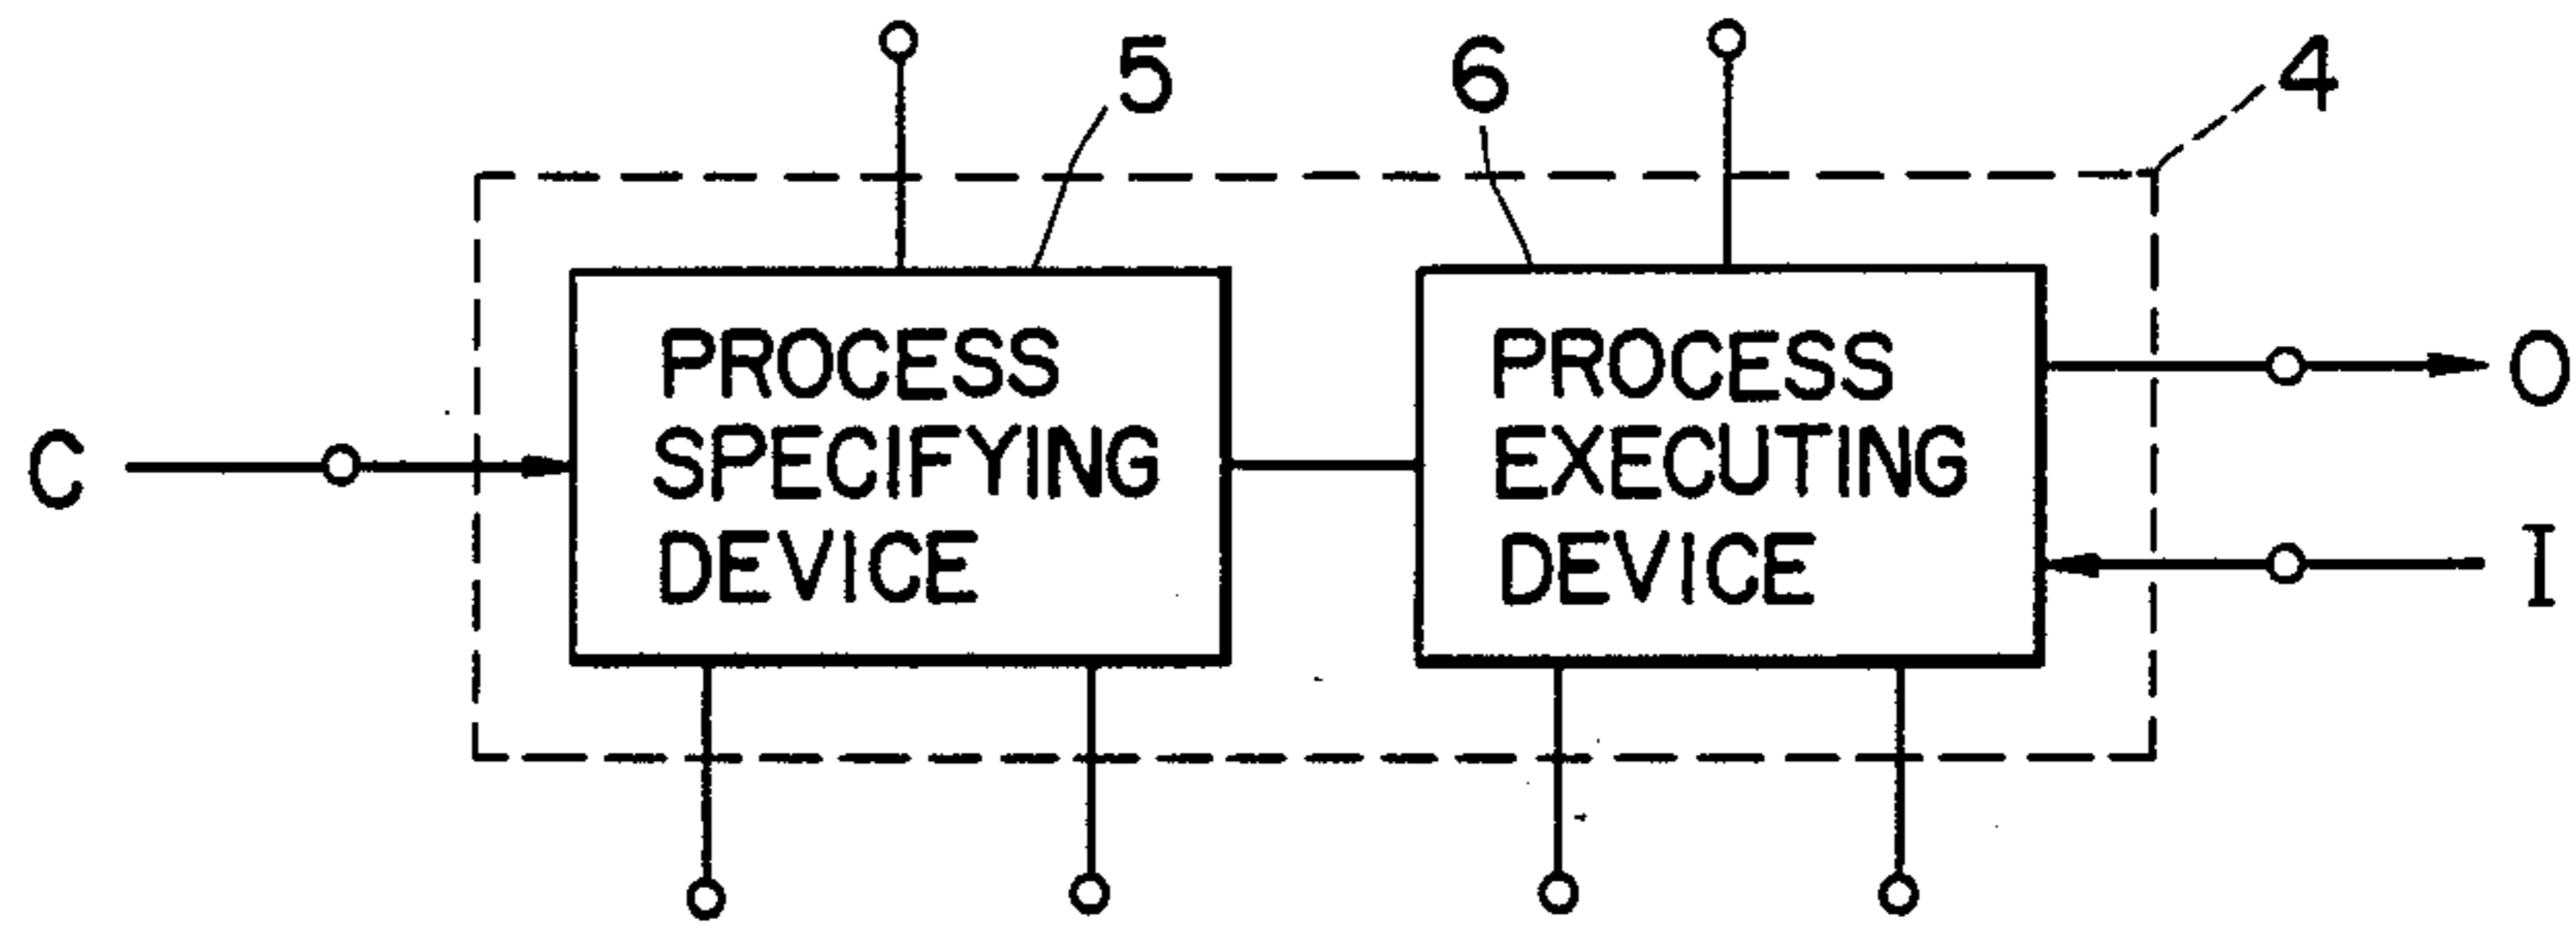 5
6
4
PROCESS
SPECIFYING
DEVICE
PROCESS
EXECUTING
DEVICE
C
O
I